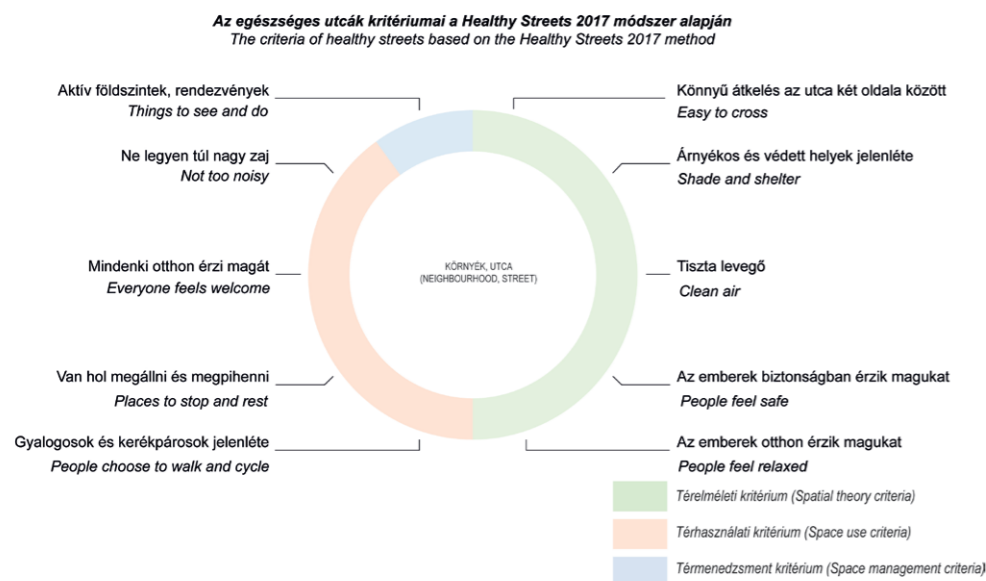 Az egészséges utcák kritériumai a Healthy Streets 2017 módszer alapján
The criteria of healthy streets based on the Healthy Streets 2017 method
Aktív földszintek, rendezvények
Things to see and do
Ne legyen túl nagy zaj
Not too noisy
Mindenki otthon érzi magát
Everyone feels welcome
Van hol megállni és megpihenni
Places to stop and rest
Gyalogosok és kerékpárosok jelenléte
People choose to walk and cycle
KÖRNYÉK, UTCA
(NEIGHBOURHOOD, STREET)
Könnyű átkelés az utca két oldala között
Easy to cross
Árnyékos és védett helyek jelenléte
Shade and shelter
Tiszta levegő
Clean air
Az emberek biztonságban érzik magukat
People feel safe
Az emberek otthon érzik magukat
People feel relaxed
Térelméleti kritérium (Spatial theory criteria)
Térhasználati kritérium (Space use criteria)
Térmenedzsment kritérium (Space management criteria)